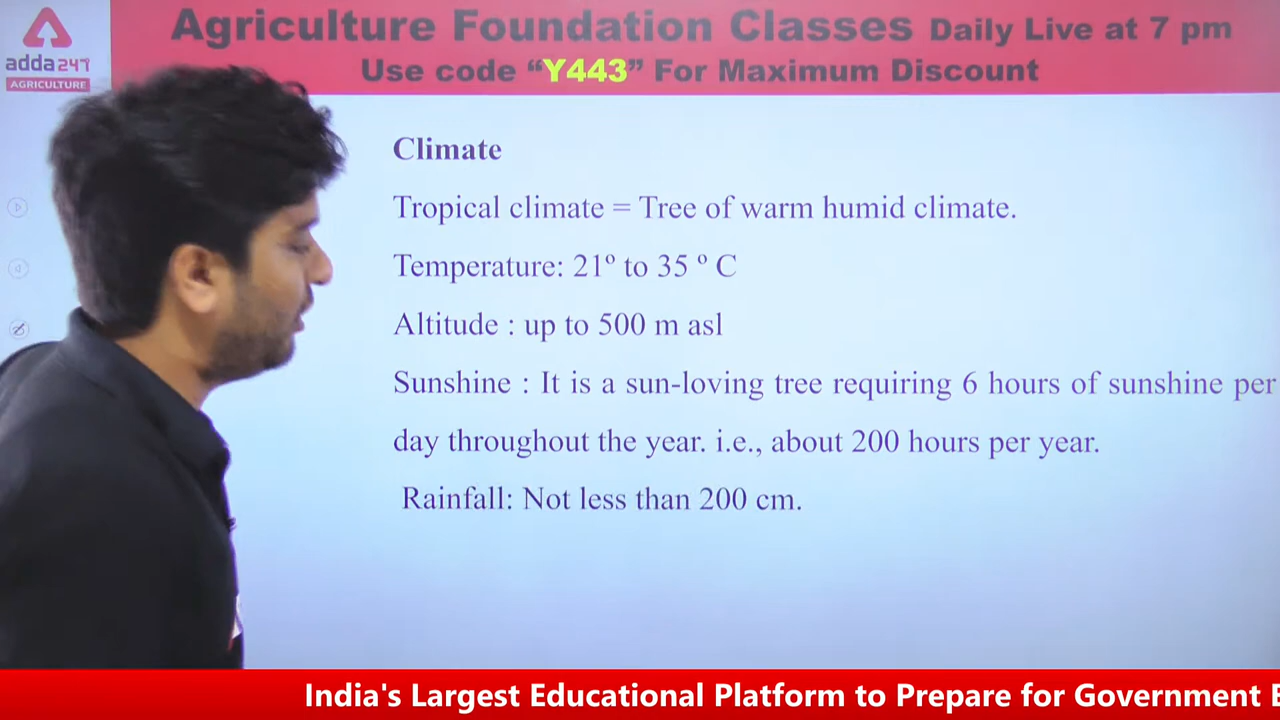 Agriculture Foundation Classes Daily Live at 7 pm
Use code “Y443” For Maximum Discount
adda247
AGRICULTURE
Climate
Tropical climate = Tree of warm humid climate.
Temperature: 21º to 35 º C
Altitude : up to 500 m asl
Sunshine : It is a sun-loving tree requiring 6 hours of sunshine per
day throughout the year. i.e., about 200 hours per year.
Rainfall: Not less than 200 cm.
India's Largest Educational Platform to Prepare for Government